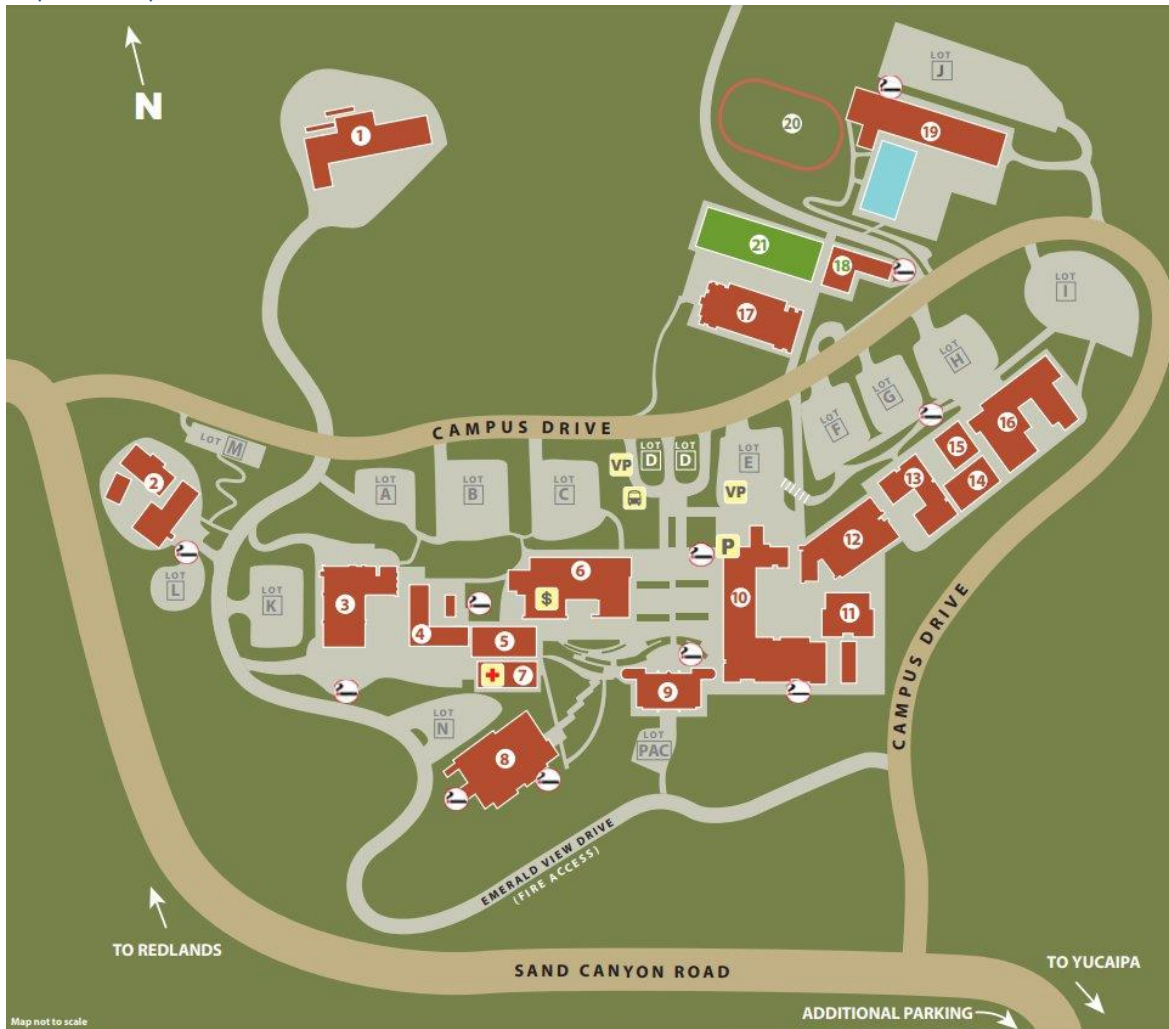 N
1
LOT
J
20
19
21
18
17
LOT
I
LOT
H
LOT
G
LOT
F
CAMPUS DRIVE
LOT M
2
LOT
A
LOT
B
LOT
C
VP
LOT
D
LOT
D
LOT
E
VP
16
15
14
13
12
P
LOT
L
LOT
K
3
4
6
$
5
7
10
11
9
LOT
N
8
LOT
PAC
CAMPUS DRIVE
EMERALD VIEW DRIVE
(FIRE ACCESS)
TO REDLANDS
SAND CANYON ROAD
TO YUCAIPA
ADDITIONAL PARKING
Map not to scale